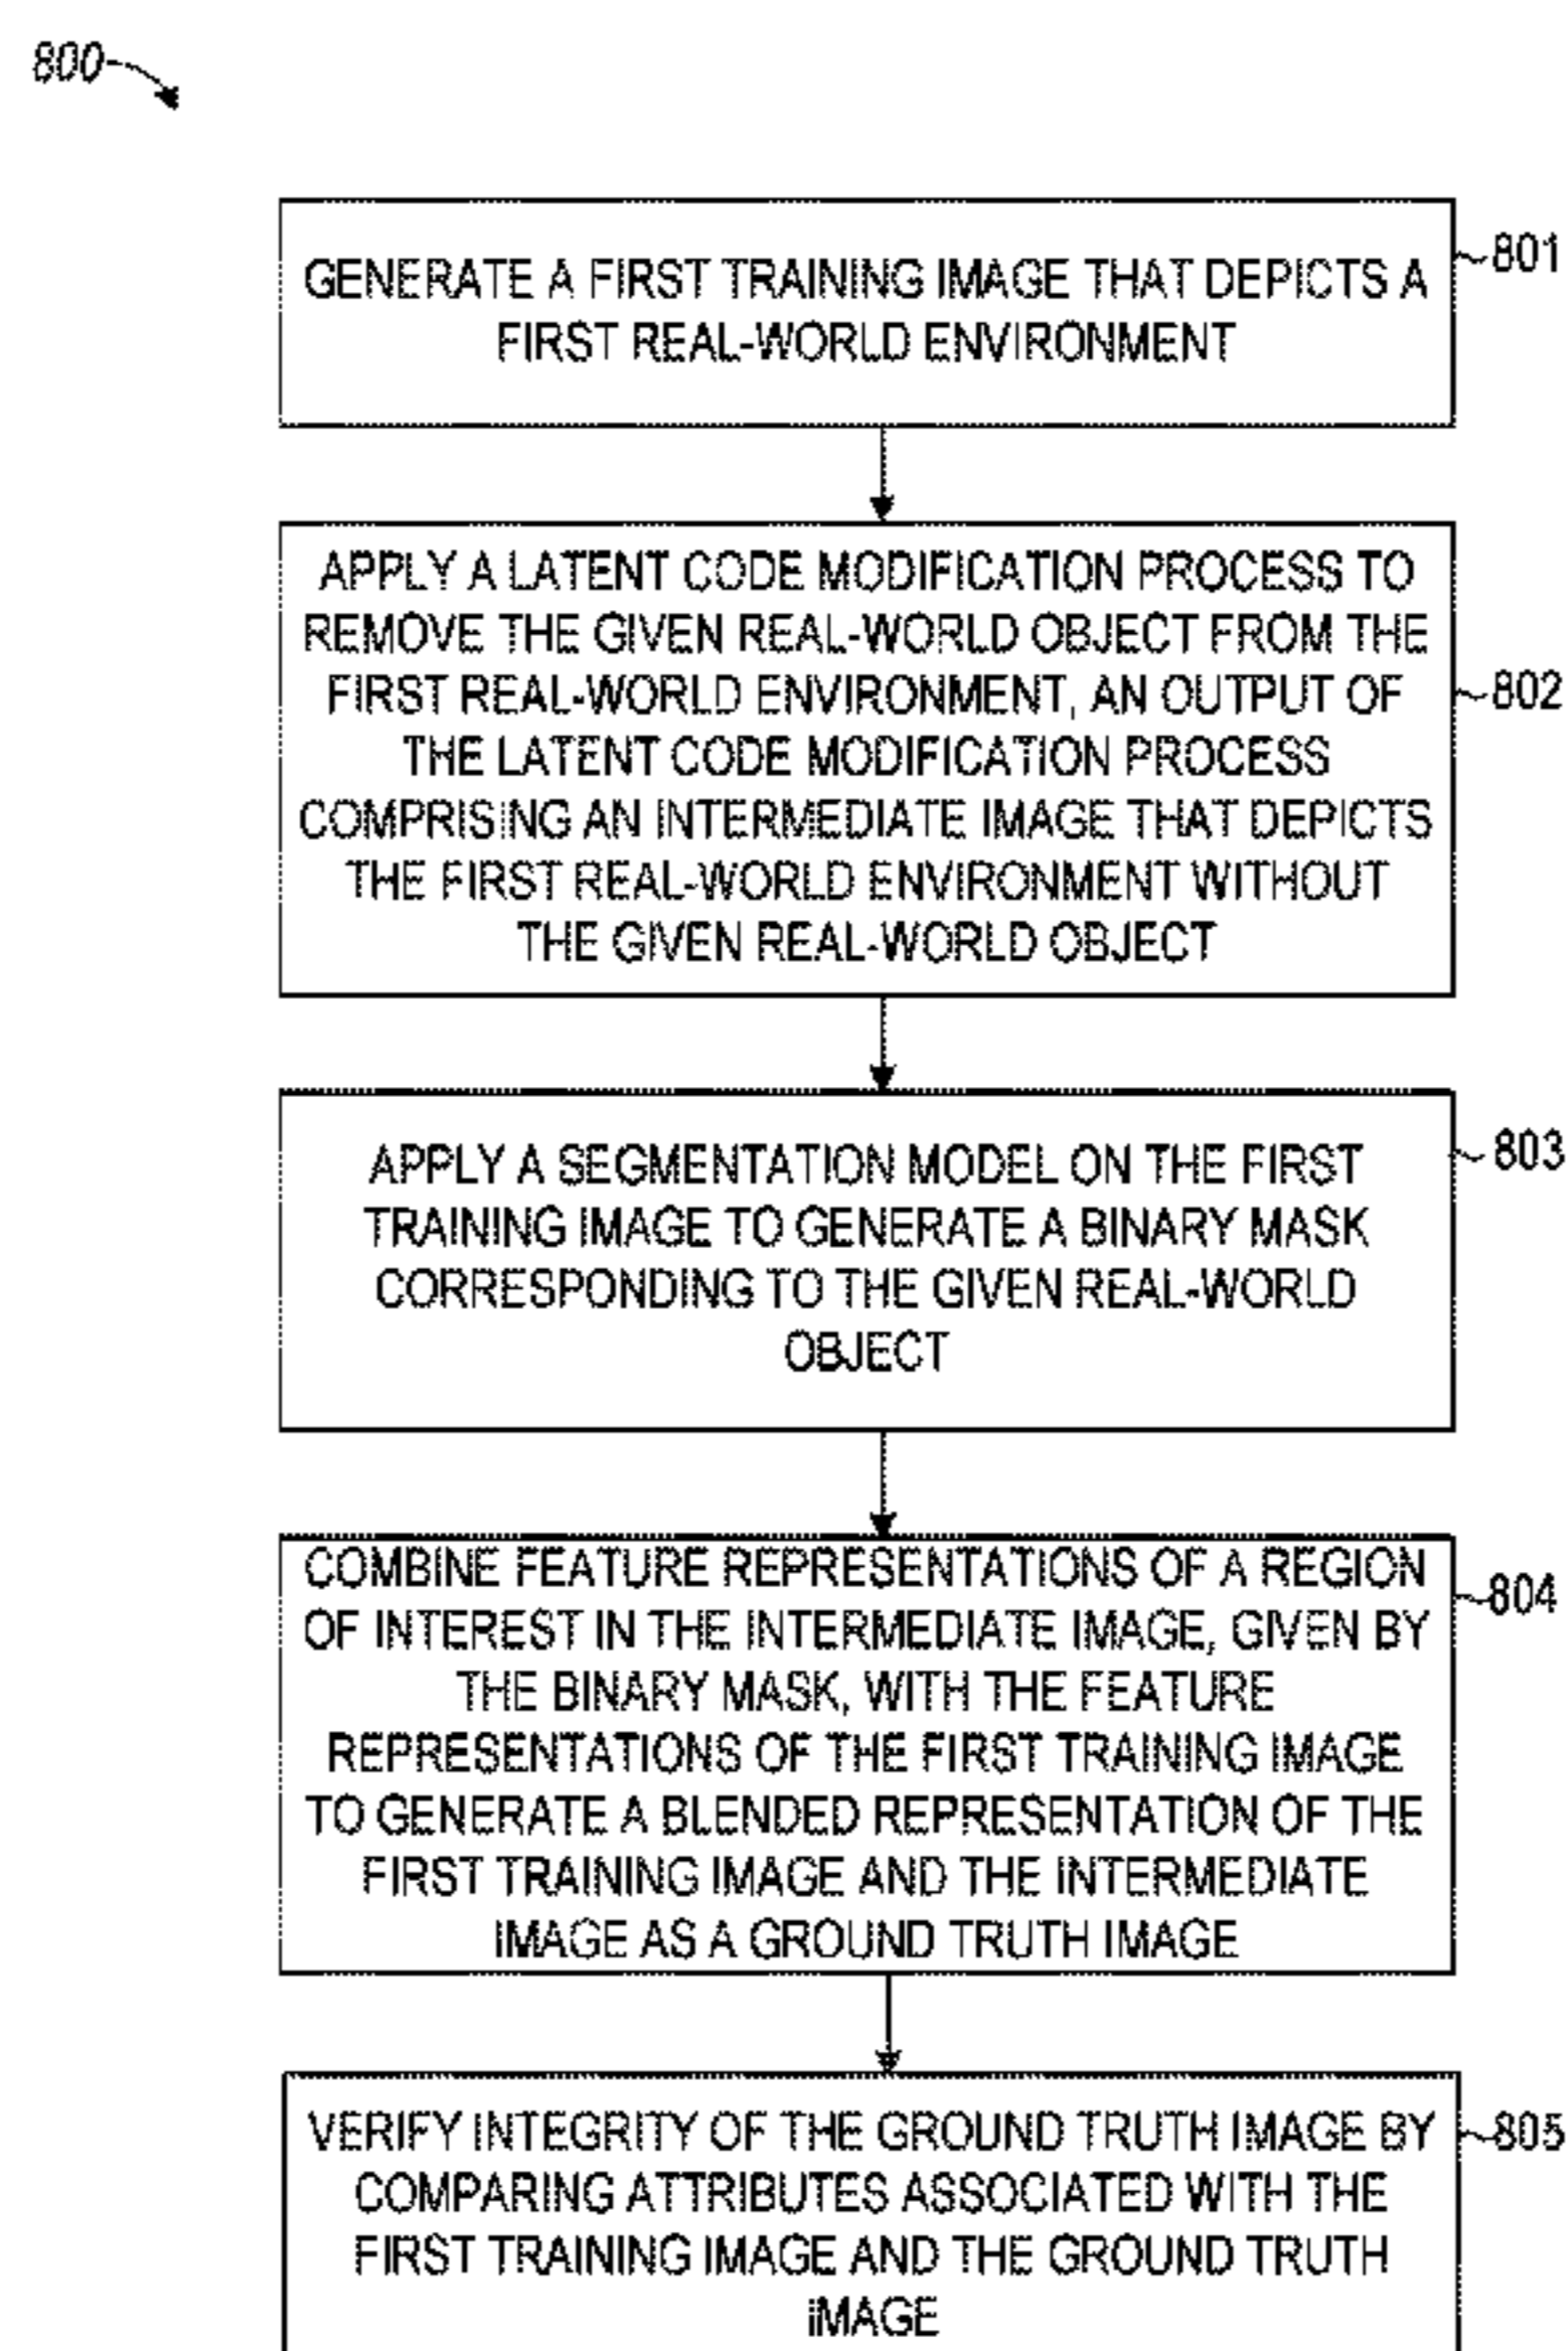 800
GENERATE A FIRST TRAINING IMAGE THAT DEPICTS A
FIRST REAL-WORLD ENVIRONMENT
801
APPLY A LATENT CODE MODIFICATION PROCESS TO
REMOVE THE GIVEN REAL-WORLD OBJECT FROM THE
FIRST REAL-WORLD ENVIRONMENT, AN OUTPUT OF
THE LATENT CODE MODIFICATION PROCESS
COMPRISING AN INTERMEDIATE IMAGE THAT DEPICTS
THE FIRST REAL-WORLD ENVIRONMENT WITHOUT
THE GIVEN REAL-WORLD OBJECT
802
APPLY A SEGMENTATION MODEL ON THE FIRST
TRAINING IMAGE TO GENERATE A BINARY MASK
CORRESPONDING TO THE GIVEN REAL-WORLD
OBJECT
803
COMBINE FEATURE REPRESENTATIONS OF A REGION
OF INTEREST IN THE INTERMEDIATE IMAGE, GIVEN BY
THE BINARY MASK, WITH THE FEATURE
REPRESENTATIONS OF THE FIRST TRAINING IMAGE
TO GENERATE A BLENDED REPRESENTATION OF THE
FIRST TRAINING IMAGE AND THE INTERMEDIATE
IMAGE AS A GROUND TRUTH IMAGE
804
VERIFY INTEGRITY OF THE GROUND TRUTH IMAGE BY
COMPARING ATTRIBUTES ASSOCIATED WITH THE
FIRST TRAINING IMAGE AND THE GROUND TRUTH
iMAGE
805